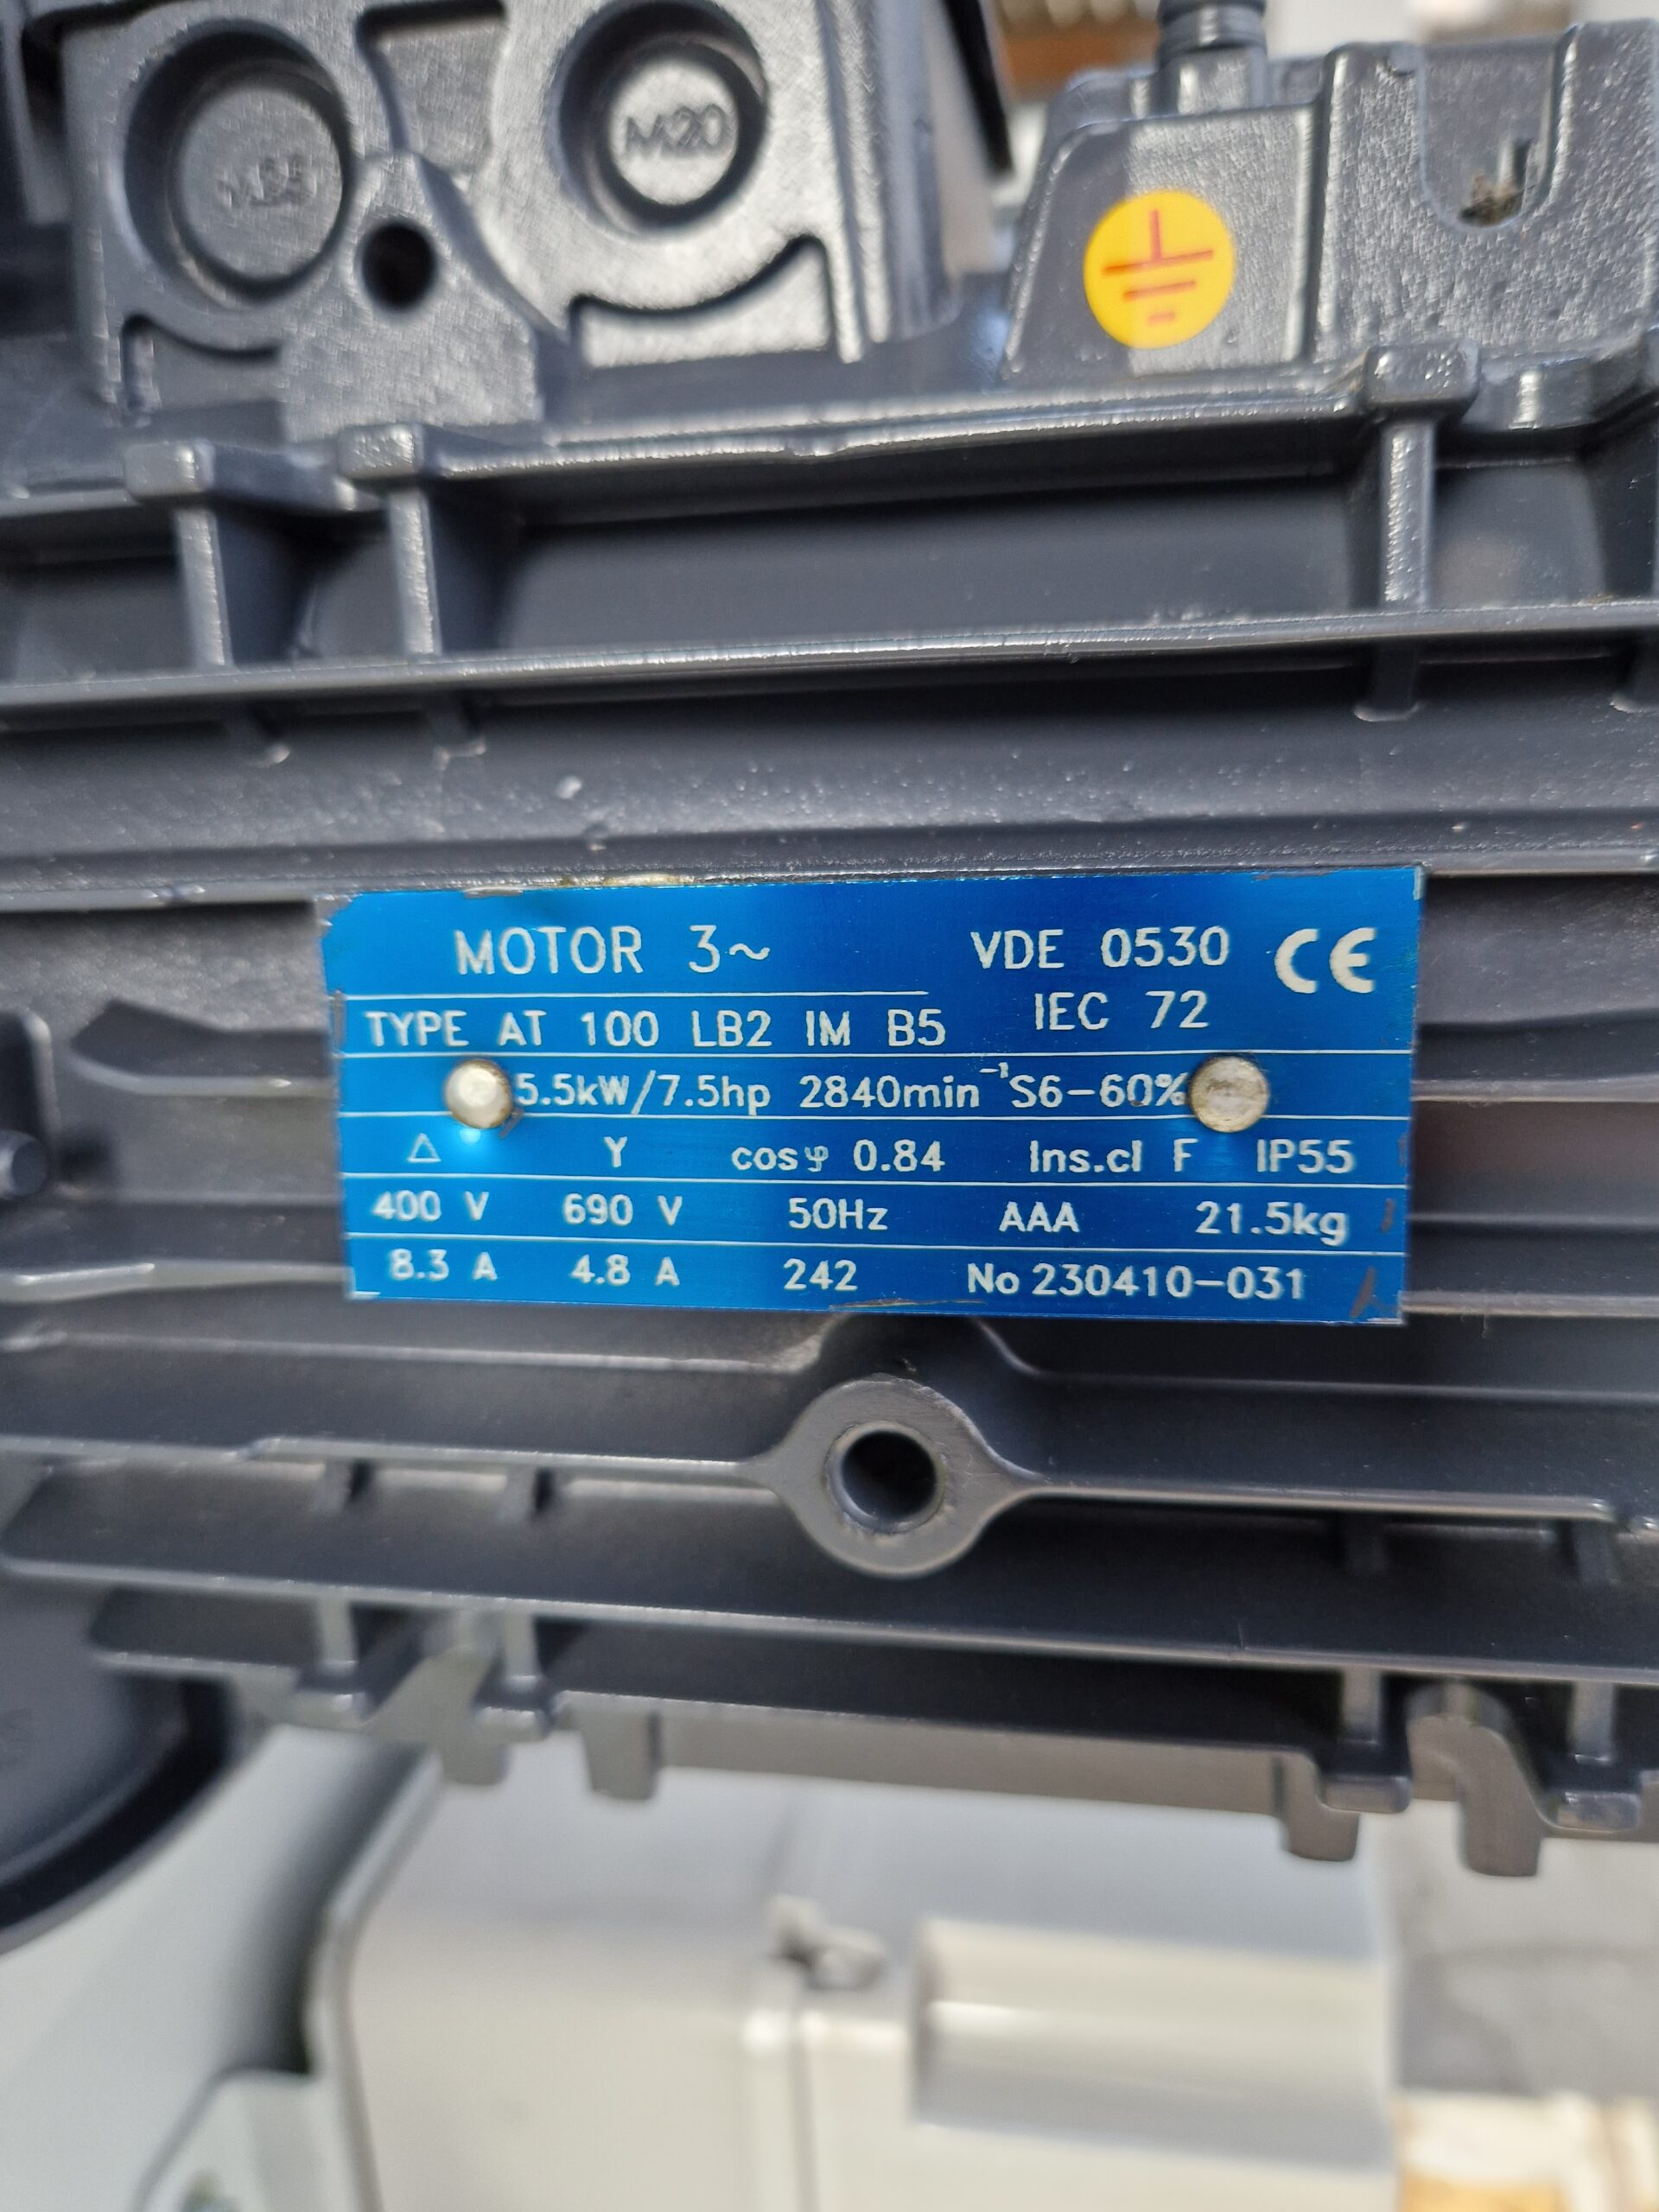 M25
M20
MOTOR 3~ VDE 0530 CE
IEC 72
TYPE AT 100 LB2 IM B5
5.5kW/7.5hp 2840min⁻¹ S6-60%
△ Y cosφ 0.84 Ins.cl F IP55
400 V 690 V 50Hz AAA 21.5kg
8.3 A 4.8 A 242 No 230410-031